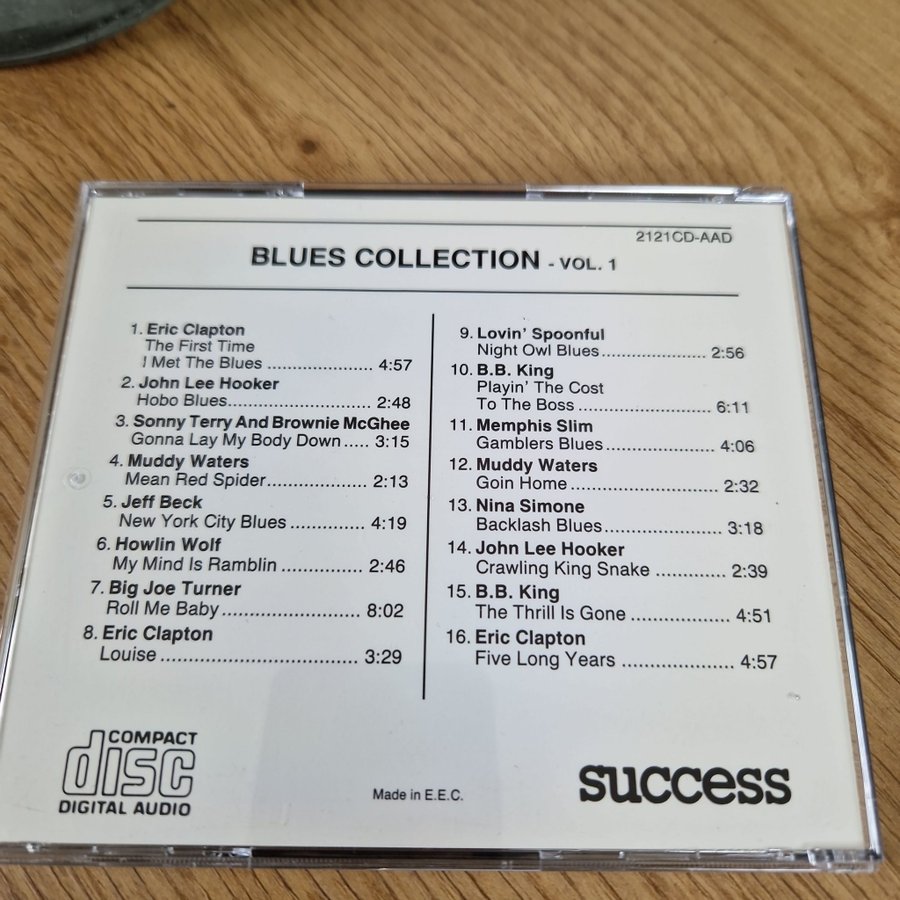 2121CD-AAD
BLUES COLLECTION - VOL. 1
1. Eric Clapton
The First Time
I Met The Blues ..................... 4:57
2. John Lee Hooker
Hobo Blues............................ 2:48
3. Sonny Terry And Brownie McGhee
Gonna Lay My Body Down ..... 3:15
4. Muddy Waters
Mean Red Spider.................... 2:13
5. Jeff Beck
New York City Blues .............. 4:19
6. Howlin Wolf
My Mind Is Ramblin ............... 2:46
7. Big Joe Turner
Roll Me Baby......................... 8:02
8. Eric Clapton
Louise ................................... 3:29
9. Lovin' Spoonful
Night Owl Blues..................... 2:56
10. B.B. King
Playin' The Cost
To The Boss .......................... 6:11
11. Memphis Slim
Gamblers Blues..................... 4:06
12. Muddy Waters
Goin Home ............................ 2:32
13. Nina Simone
Backlash Blues...................... 3:18
14. John Lee Hooker
Crawling King Snake ............. 2:39
15. B.B. King
The Thrill Is Gone .................. 4:51
16. Eric Clapton
Five Long Years .................... 4:57
COMPACT
disc
DIGITAL AUDIO
Made in E.E.C.
success